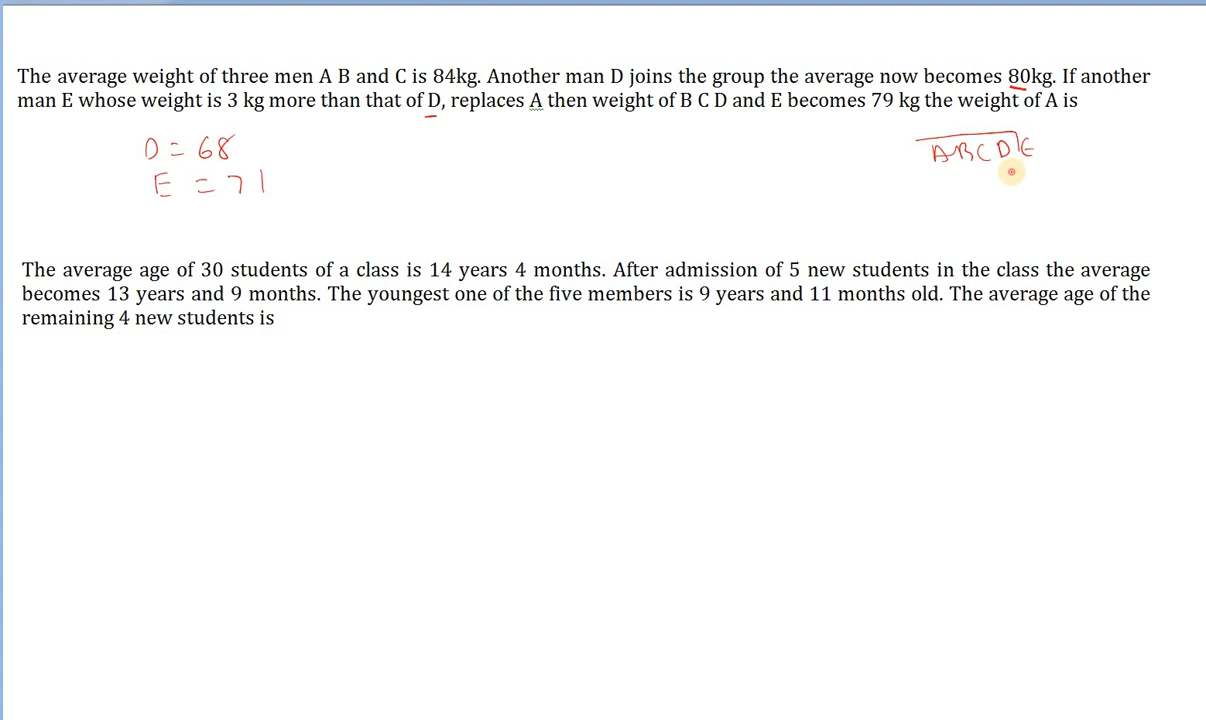 The average weight of three men A B and C is 84kg. Another man D joins the group the average now becomes 80kg. If another
man E whose weight is 3 kg more than that of D, replaces A then weight of B C D and E becomes 79 kg the weight of A is
D = 68
ABCD E
E = 71
The average age of 30 students of a class is 14 years 4 months. After admission of 5 new students in the class the average
becomes 13 years and 9 months. The youngest one of the five members is 9 years and 11 months old. The average age of the
remaining 4 new students is